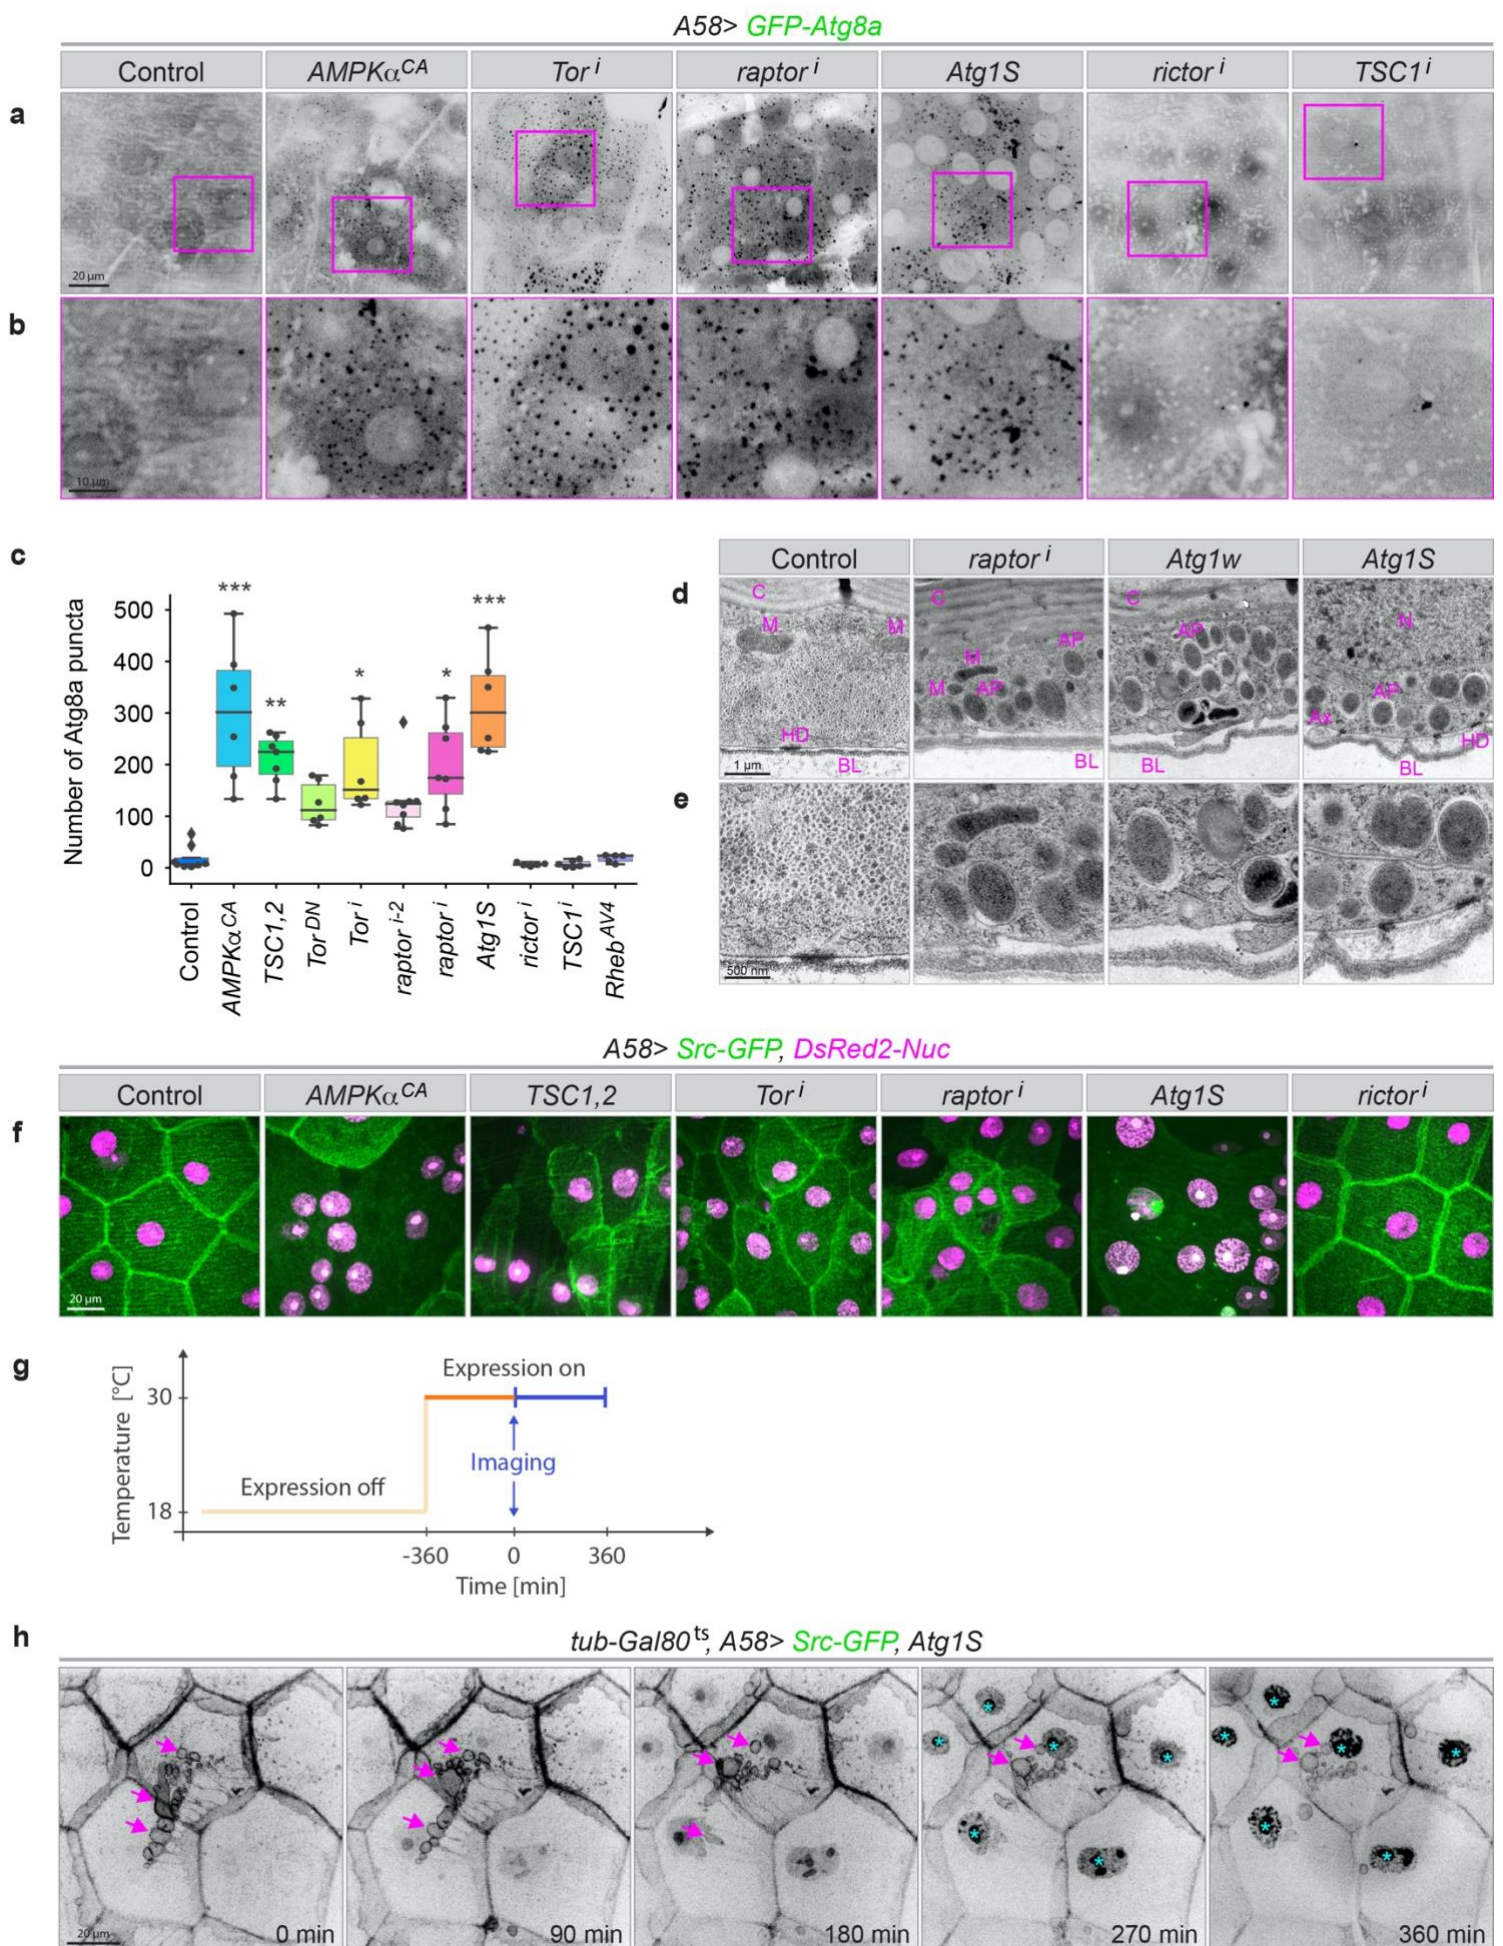 A58> GFP-Atg8a
Control AMPKα^CA Tor^i raptor^i Atg1S rictor^i TSC1^i
a
20 µm
b
10 µm
c
Number of Atg8a puncta
500
400
300
200
100
0
*** ** * * ***
Control AMPKα^CA TSC1,2 Tor^DN Tor^i raptor^i-2 raptor^i Atg1S rictor^i TSC1^i Rheb^AV4
Control raptor^i Atg1w Atg1S
d
C M M HD BL
1 µm
C M M AP AP BL
C AP BL
N AP Ax HD BL
e
500 nm
A58> Src-GFP, DsRed2-Nuc
Control AMPKα^CA TSC1,2 Tor^i raptor^i Atg1S rictor^i
f
20 µm
g
Temperature [°C]
30
18
Expression on
Imaging
Expression off
-360 0 360
Time [min]
h
tub-Gal80^ts, A58> Src-GFP, Atg1S
20 µm
0 min 90 min 180 min 270 min 360 min